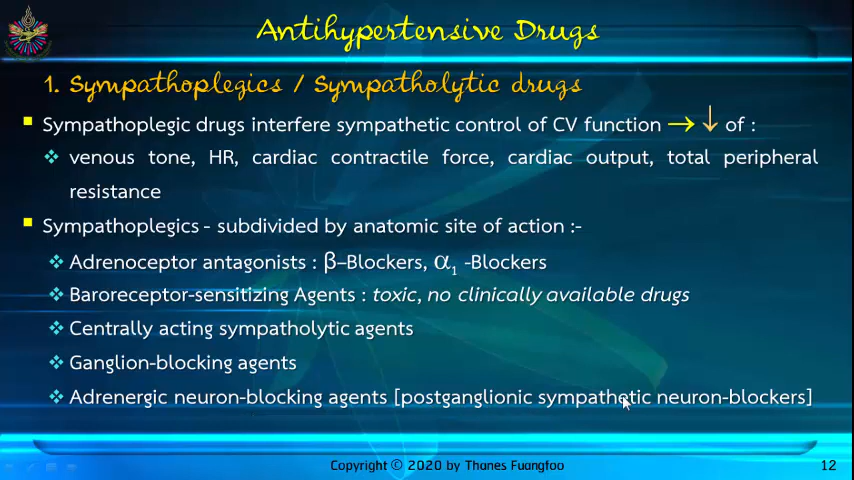 Antihypertensive Drugs
1. Sympathoplegics / Sympatholytic drugs
▪ Sympathoplegic drugs interfere sympathetic control of CV function → ↓ of :
❖ venous tone, HR, cardiac contractile force, cardiac output, total peripheral
resistance
▪ Sympathoplegics - subdivided by anatomic site of action :-
❖ Adrenoceptor antagonists : β–Blockers, α₁ -Blockers
❖ Baroreceptor-sensitizing Agents : toxic, no clinically available drugs
❖ Centrally acting sympatholytic agents
❖ Ganglion-blocking agents
❖ Adrenergic neuron-blocking agents [postganglionic sympathetic neuron-blockers]
Copyright © 2020 by Thanes Fuangfoo
12